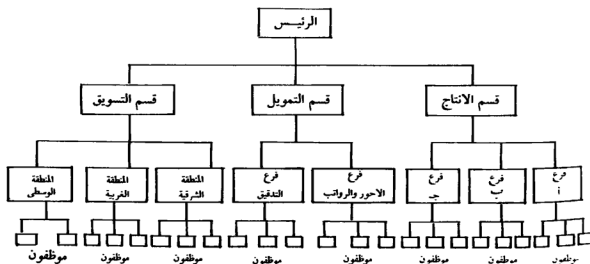 الرئيس
قسم الانتاج
قسم التمويل
قسم التسويق
فرع
أ
فرع
ب
فرع
جـ
فرع
الاجور والرواتب
فرع
التدقيق
المنطقة
الشرقية
المنطقة
الغربية
المنطقة
الوسطى
موظفون
موظفون
موظفون
موظفون
موظفون
موظفون
موظفون
موظفون